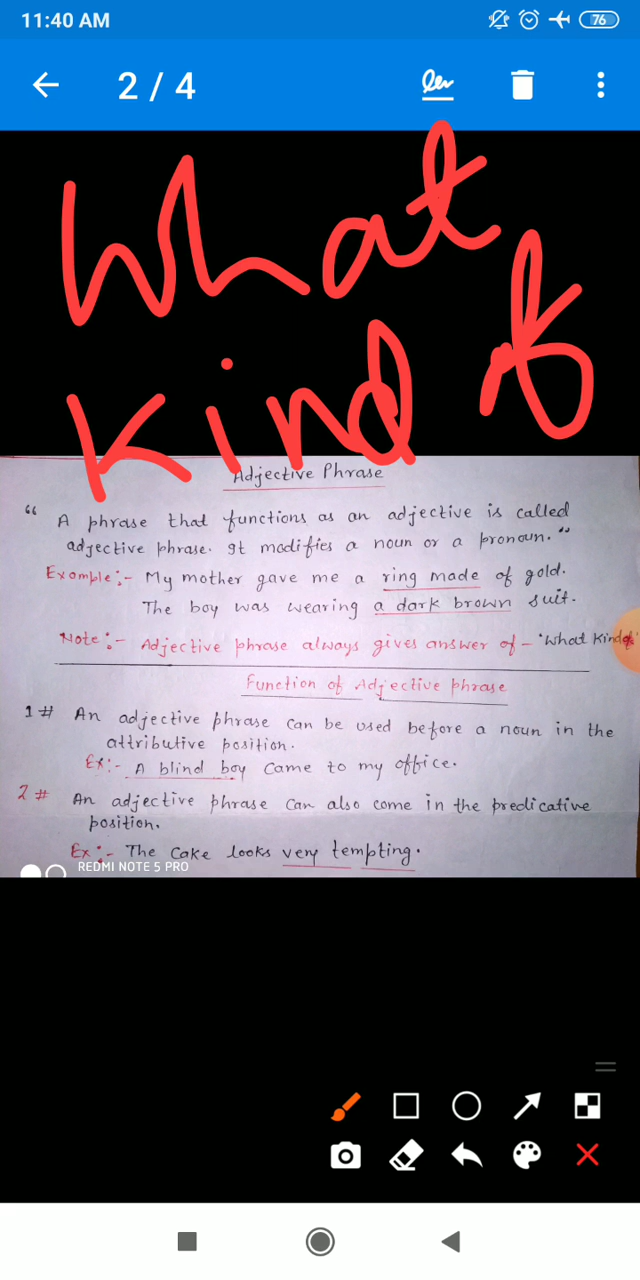 11:40 AM
76
2 / 4
What
Kind of
Adjective Phrase
“ A phrase that functions as an adjective is called
adjective phrase. It modifies a noun or a pronoun.”
Example:- My mother gave me a ring made of gold.
The boy was wearing a dark brown suit.
Note:- Adjective phrase always gives answer of - 'What Kind of'
Function of Adjective phrase
1# An adjective phrase can be used before a noun in the
attributive position.
Ex:- A blind boy came to my office.
2# An adjective phrase can also come in the predicative
position.
Ex:- The cake looks very tempting.
REDMI NOTE 5 PRO